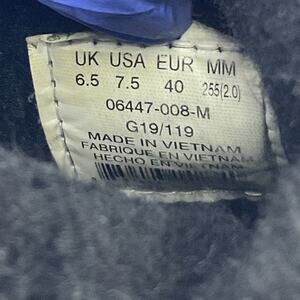 UK USA EUR MM
6.5 7.5 40 255(2.0)
06447-008-M
G19/119
MADE IN VIETNAM
FABRIQUE EN VIETNAM
HECHO EN VIETNAM